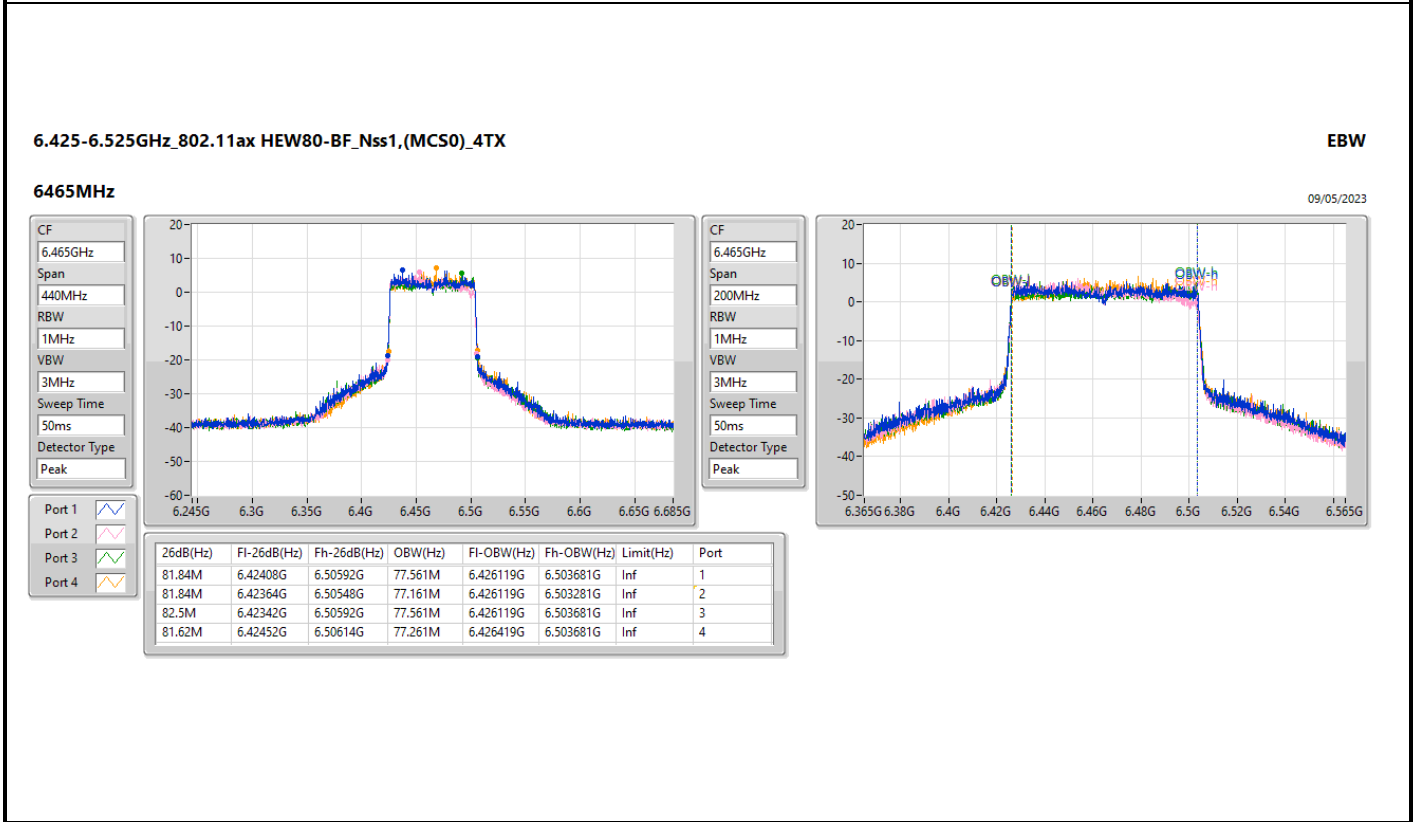 6.425-6.525GHz_802.11ax HEW80-BF_Nss1,(MCS0)_4TX
EBW
6465MHz
09/05/2023
CF
6.465GHz
Span
440MHz
RBW
1MHz
VBW
3MHz
Sweep Time
50ms
Detector Type
Peak
Port 1
Port 2
Port 3
Port 4
20
10
0
-10
-20
-30
-40
-50
-60
6.245G 6.3G 6.35G 6.4G 6.45G 6.5G 6.55G 6.6G 6.65G 6.685G
CF
6.465GHz
Span
200MHz
RBW
1MHz
VBW
3MHz
Sweep Time
50ms
Detector Type
Peak
20
10
0
-10
-20
-30
-40
-50
OBW-l
OBW-h
6.365G 6.38G 6.4G 6.42G 6.44G 6.46G 6.48G 6.5G 6.52G 6.54G 6.565G
26dB(Hz) Fl-26dB(Hz) Fh-26dB(Hz) OBW(Hz) Fl-OBW(Hz) Fh-OBW(Hz) Limit(Hz) Port
81.84M 6.42408G 6.50592G 77.561M 6.426119G 6.503681G Inf 1
81.84M 6.42364G 6.50548G 77.161M 6.426119G 6.503281G Inf 2
82.5M 6.42342G 6.50592G 77.561M 6.426119G 6.503681G Inf 3
81.62M 6.42452G 6.50614G 77.261M 6.426419G 6.503681G Inf 4